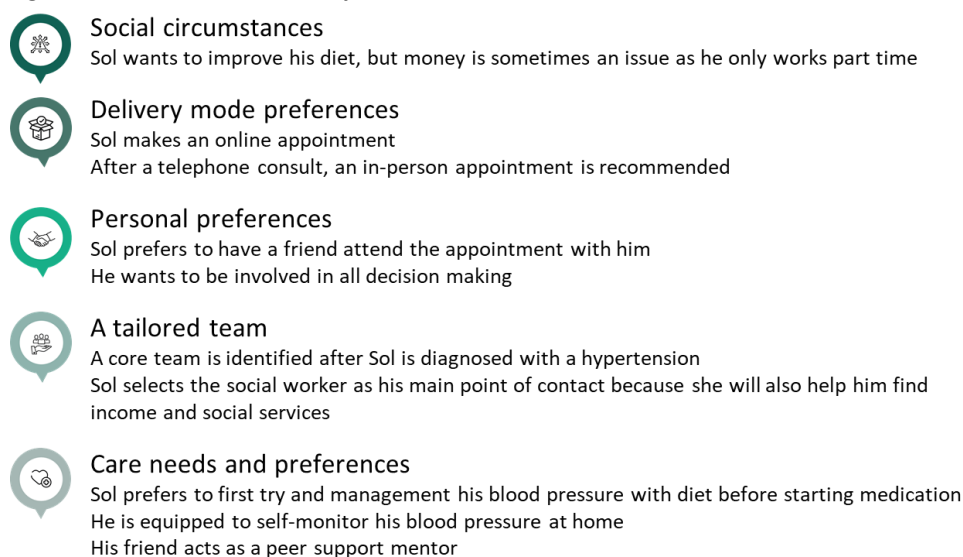 Social circumstances
Sol wants to improve his diet, but money is sometimes an issue as he only works part time
Delivery mode preferences
Sol makes an online appointment
After a telephone consult, an in-person appointment is recommended
Personal preferences
Sol prefers to have a friend attend the appointment with him
He wants to be involved in all decision making
A tailored team
A core team is identified after Sol is diagnosed with a hypertension
Sol selects the social worker as his main point of contact because she will also help him find
income and social services
Care needs and preferences
Sol prefers to first try and management his blood pressure with diet before starting medication
He is equipped to self-monitor his blood pressure at home
His friend acts as a peer support mentor